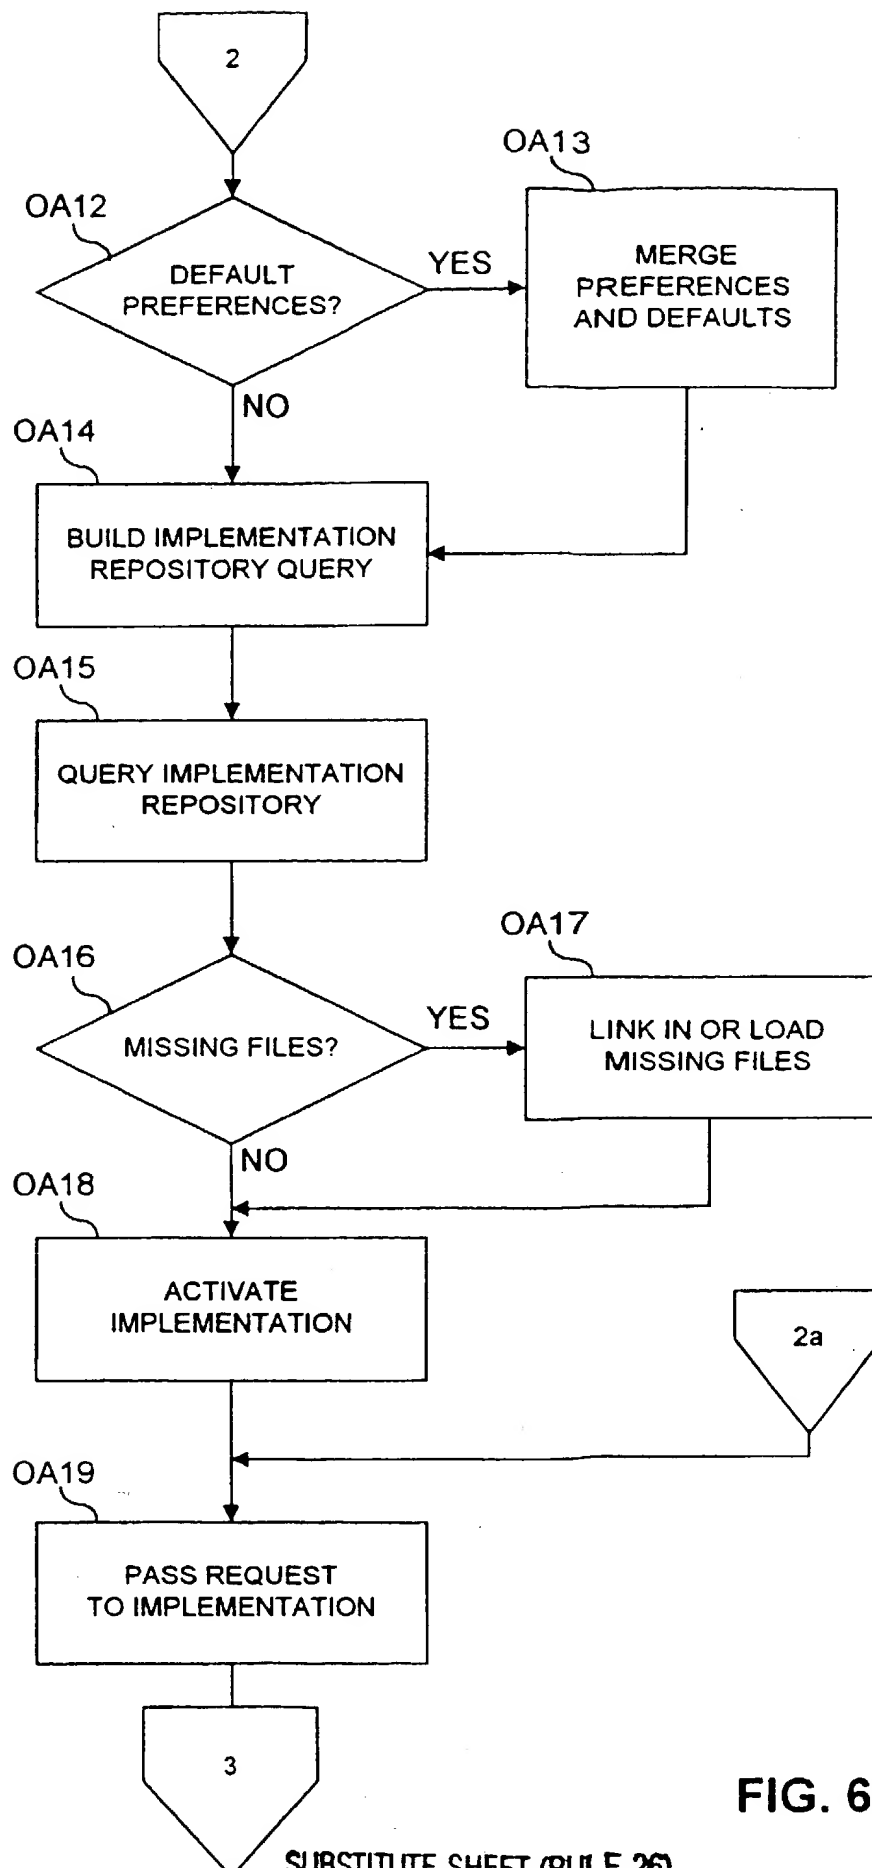 2
OA13
OA12
DEFAULT
PREFERENCES?
YES
MERGE
PREFERENCES
AND DEFAULTS
NO
OA14
BUILD IMPLEMENTATION
REPOSITORY QUERY
OA15
QUERY IMPLEMENTATION
REPOSITORY
OA17
OA16
MISSING FILES?
YES
LINK IN OR LOAD
MISSING FILES
NO
OA18
ACTIVATE
IMPLEMENTATION
2a
OA19
PASS REQUEST
TO IMPLEMENTATION
3
FIG. 6
SUBSTITUTE SHEET (RULE 26)